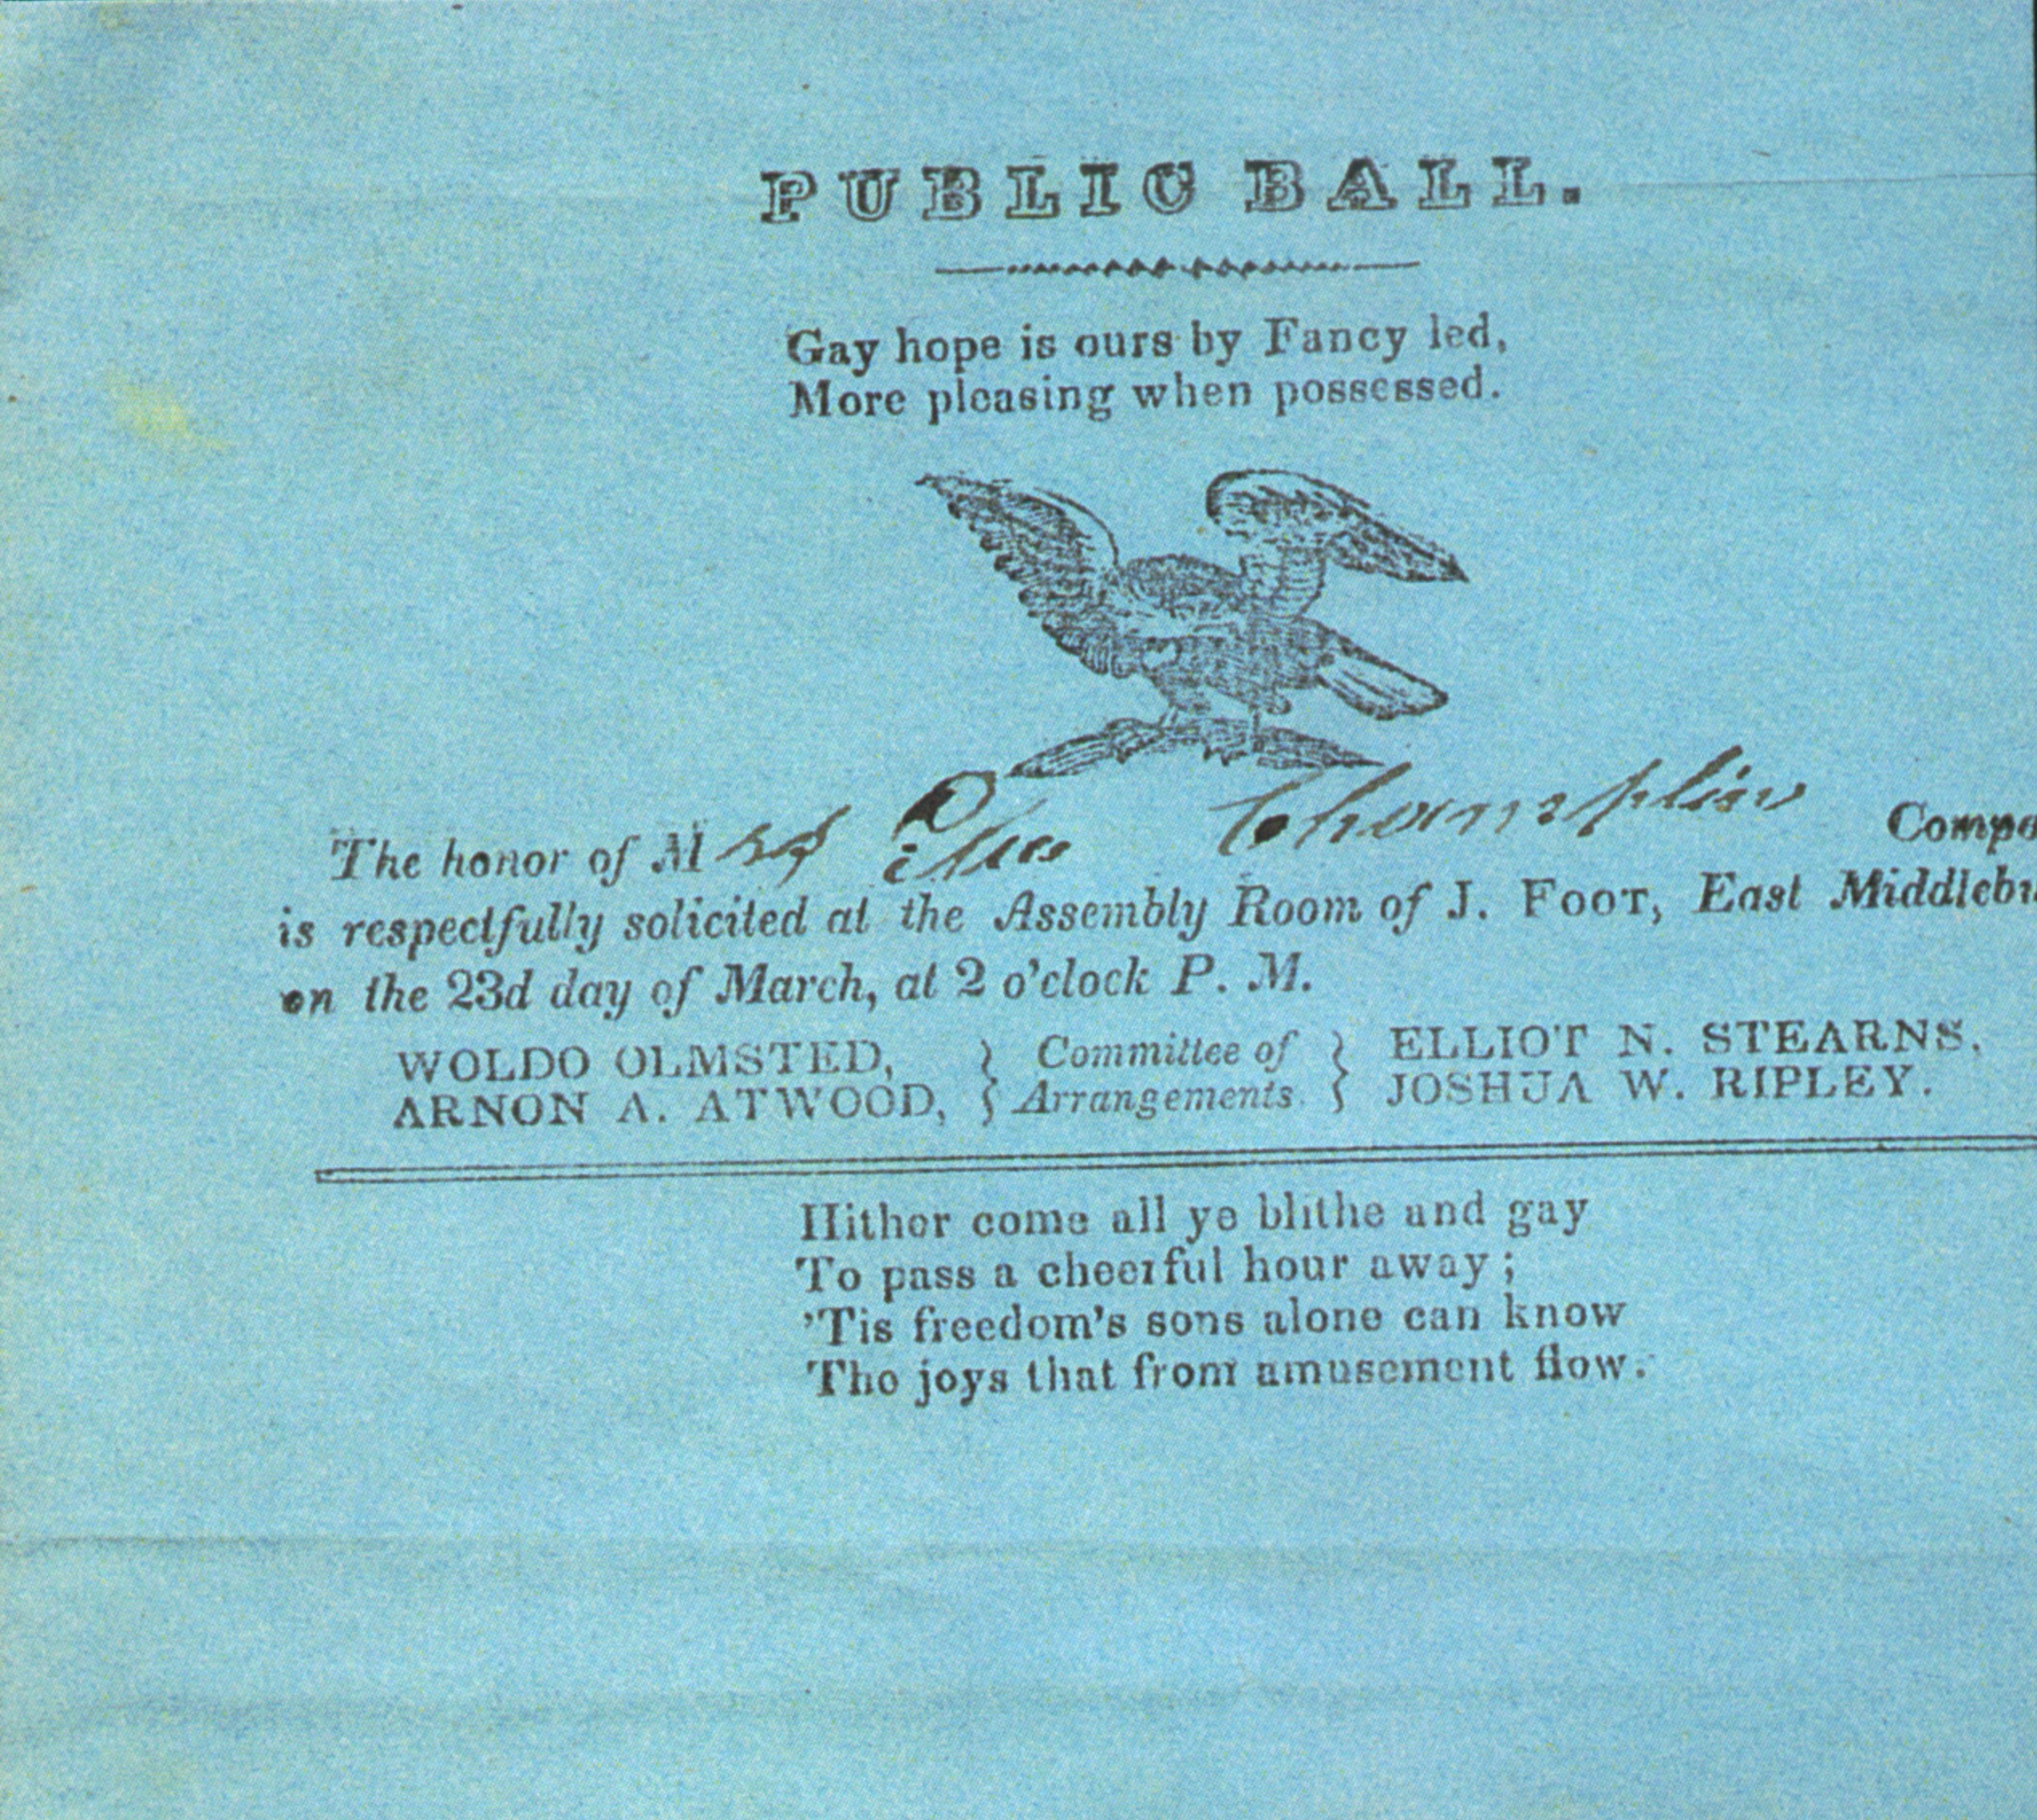 PUBLIC BALL.
Gay hope is ours by Fancy led,
More pleasing when possessed.
The honor of M Champlin Compa
is respectfully solicited at the Assembly Room of J. FOOT, East Middlebu
on the 23d day of March, at 2 o'clock P. M.
WOLDO OLMSTED, } Committee of } ELLIOT N. STEARNS,
ARNON A. ATWOOD, } Arrangements. } JOSHUA W. RIPLEY.
Hither come all ye blithe and gay
To pass a cheerful hour away;
'Tis freedom's sons alone can know
The joys that from amusement flow.